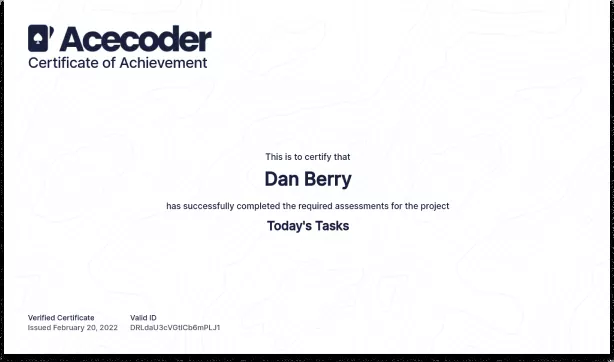 Acecoder
Certificate of Achievement
This is to certify that
Dan Berry
has successfully completed the required assessments for the project
Today's Tasks
Verified Certificate
Issued February 20, 2022
Valid ID
DRLdaU3cVGtlCb6mPLJ1